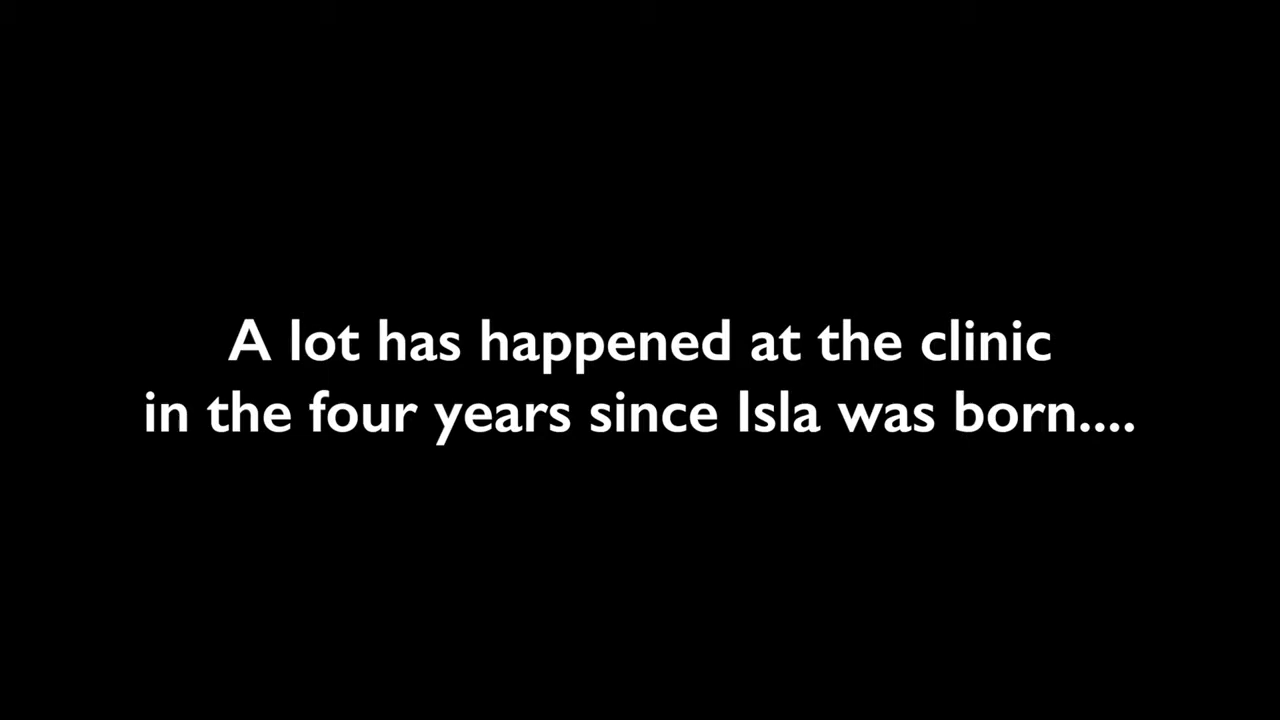 A lot has happened at the clinic
in the four years since Isla was born....